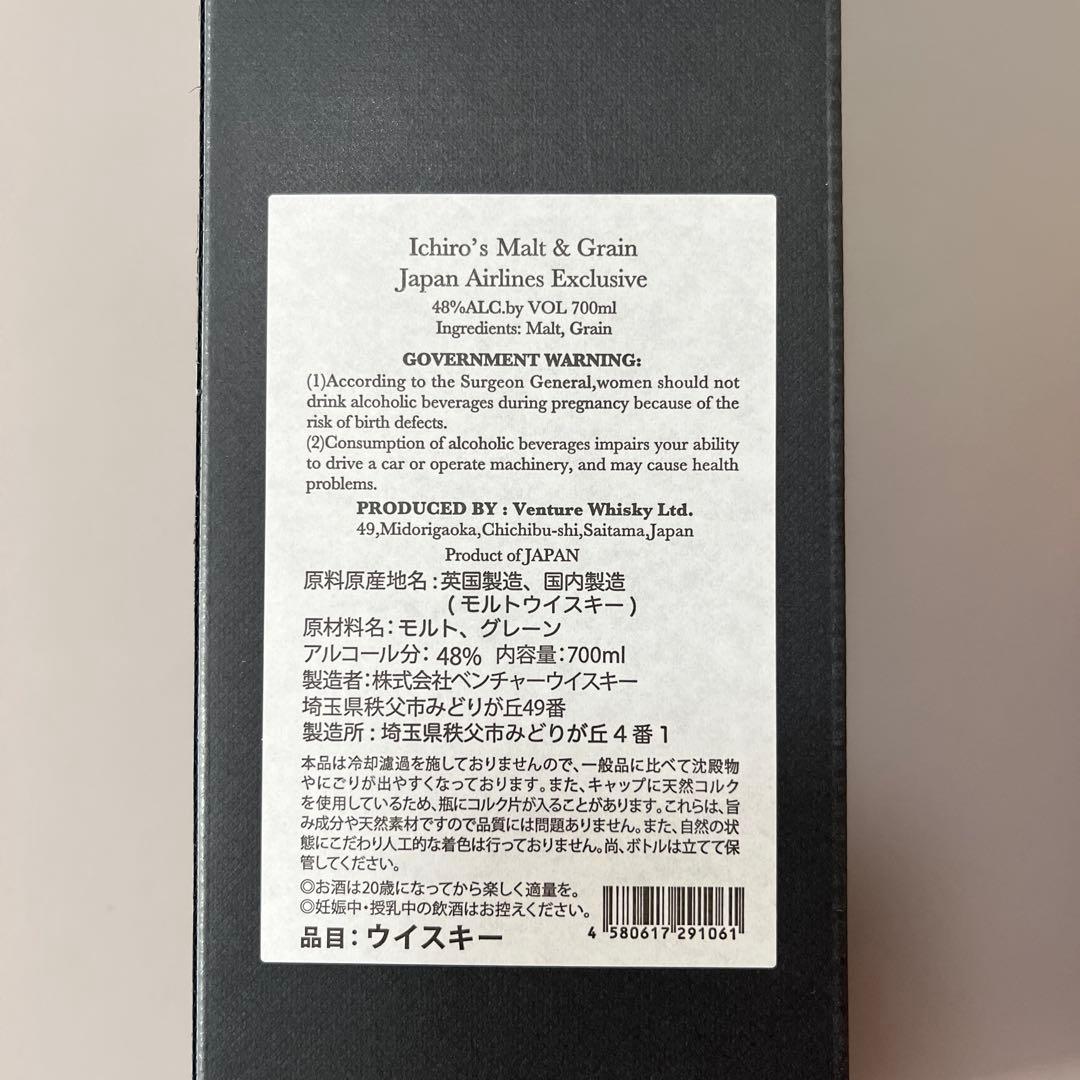 Ichiro's Malt & Grain
Japan Airlines Exclusive
48%ALC.by VOL 700ml
Ingredients: Malt, Grain
GOVERNMENT WARNING:
(1)According to the Surgeon General,women should not
drink alcoholic beverages during pregnancy because of the
risk of birth defects.
(2)Consumption of alcoholic beverages impairs your ability
to drive a car or operate machinery, and may cause health
problems.
PRODUCED BY : Venture Whisky Ltd.
49,Midorigaoka,Chichibu-shi,Saitama,Japan
Product of JAPAN
原料原産地名:英国製造、国内製造
(モルトウイスキー)
原材料名:モルト、グレーン
アルコール分: 48% 内容量:700ml
製造者:株式会社ベンチャーウイスキー
埼玉県秩父市みどりが丘49番
製造所:埼玉県秩父市みどりが丘4番1
本品は冷却濾過を施しておりませんので、一般品に比べて沈殿物
やにごりが出やすくなっております。また、キャップに天然コルク
を使用しているため、瓶にコルク片が入ることがあります。これらは、旨
み成分や天然素材ですので品質には問題ありません。また、自然の状
態にこだわり人工的な着色は行っておりません。尚、ボトルは立てて保
管してください。
◎お酒は20歳になってから楽しく適量を。
◎妊娠中・授乳中の飲酒はお控えください。
4 580617 291061
品目:ウイスキー